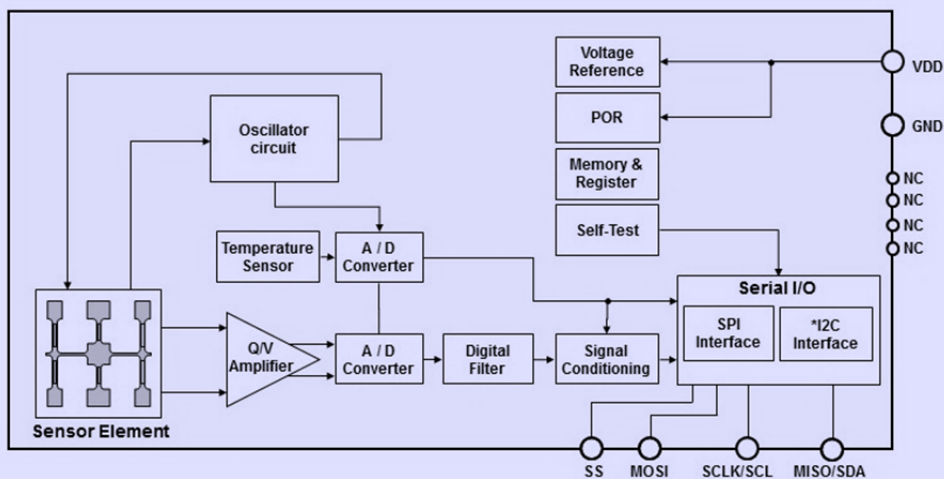 Voltage
Reference
VDD
POR
Oscillator
circuit
GND
Memory &
Register
NC
NC
NC
NC
Self-Test
Temperature
Sensor
A / D
Converter
Serial I/O
SPI
Interface
*I2C
Interface
Q/V
Amplifier
A / D
Converter
Digital
Filter
Signal
Conditioning
Sensor Element
SS
MOSI
SCLK/SCL
MISO/SDA